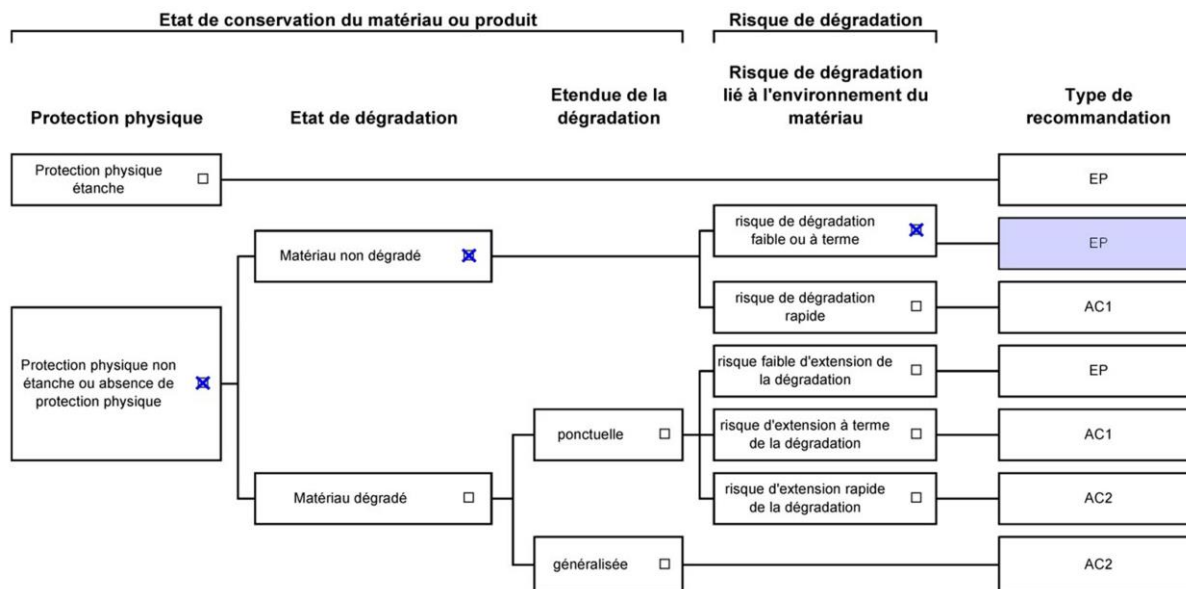 Etat de conservation du matériau ou produit
Risque de dégradation
Protection physique
Etat de dégradation
Etendue de la
dégradation
Risque de dégradation
lié à l'environnement du
matériau
Type de
recommandation
Protection physique
étanche
EP
Matériau non dégradé
risque de dégradation
faible ou à terme
EP
risque de dégradation
rapide
AC1
Protection physique non
étanche ou absence de
protection physique
risque faible d'extension de
la dégradation
EP
ponctuelle
risque d'extension à terme
de la dégradation
AC1
Matériau dégradé
risque d'extension rapide
de la dégradation
AC2
généralisée
AC2